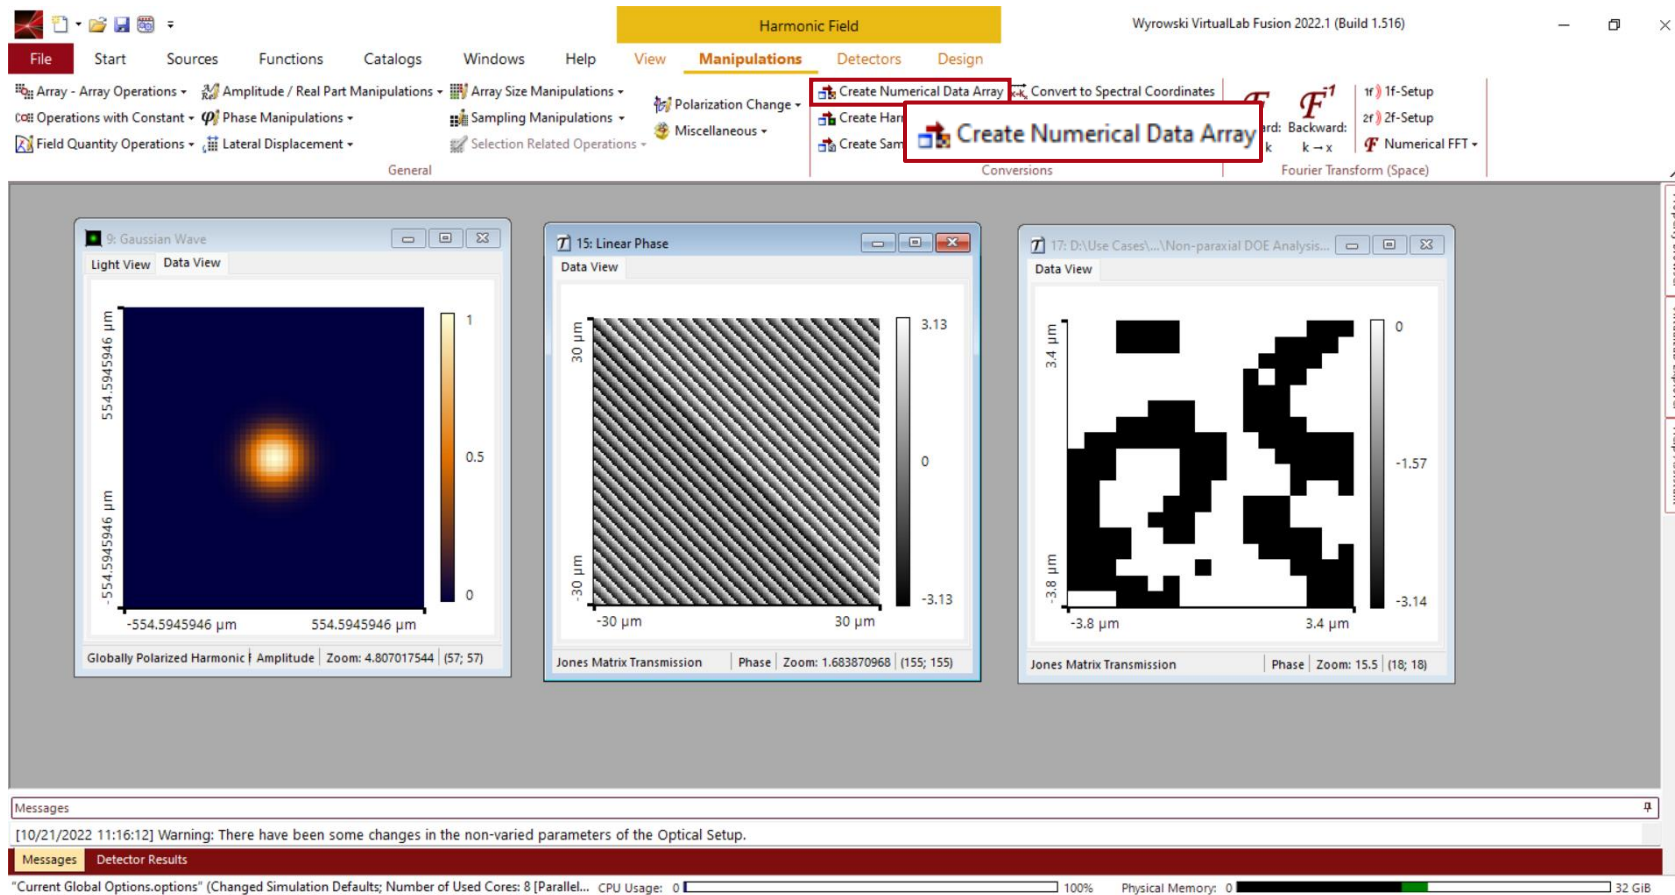 Harmonic Field
Wyrowski VirtualLab Fusion 2022.1 (Build 1.516)
File Start Sources Functions Catalogs Windows Help View Manipulations Detectors Design
Array - Array Operations
Operations with Constant
Field Quantity Operations
Amplitude / Real Part Manipulations
Phase Manipulations
Lateral Displacement
Array Size Manipulations
Sampling Manipulations
Selection Related Operations
Polarization Change
Miscellaneous
General
Create Numerical Data Array
Create Har
Create Sam
Convert to Spectral Coordinates
Create Numerical Data Array
Conversions
ard:
k
Backward:
k → x
1f-Setup
2f-Setup
Numerical FFT
Fourier Transform (Space)
9: Gaussian Wave
Light View Data View
554.5945946 µm
-554.5945946 µm
1
0.5
0
-554.5945946 µm 554.5945946 µm
Globally Polarized Harmonic Amplitude Zoom: 4.807017544 (57; 57)
15: Linear Phase
Data View
30 µm
-30 µm
3.13
0
-3.13
-30 µm 30 µm
Jones Matrix Transmission Phase Zoom: 1.683870968 (155; 155)
17: D:\Use Cases\...\Non-paraxial DOE Analysis...
Data View
3.4 µm
-3.8 µm
0
-1.57
-3.14
-3.8 µm 3.4 µm
Jones Matrix Transmission Phase Zoom: 15.5 (18; 18)
Messages
[10/21/2022 11:16:12] Warning: There have been some changes in the non-varied parameters of the Optical Setup.
Messages Detector Results
"Current Global Options.options" (Changed Simulation Defaults; Number of Used Cores: 8 [Parallel... CPU Usage: 0 100% Physical Memory: 0 32 GiB